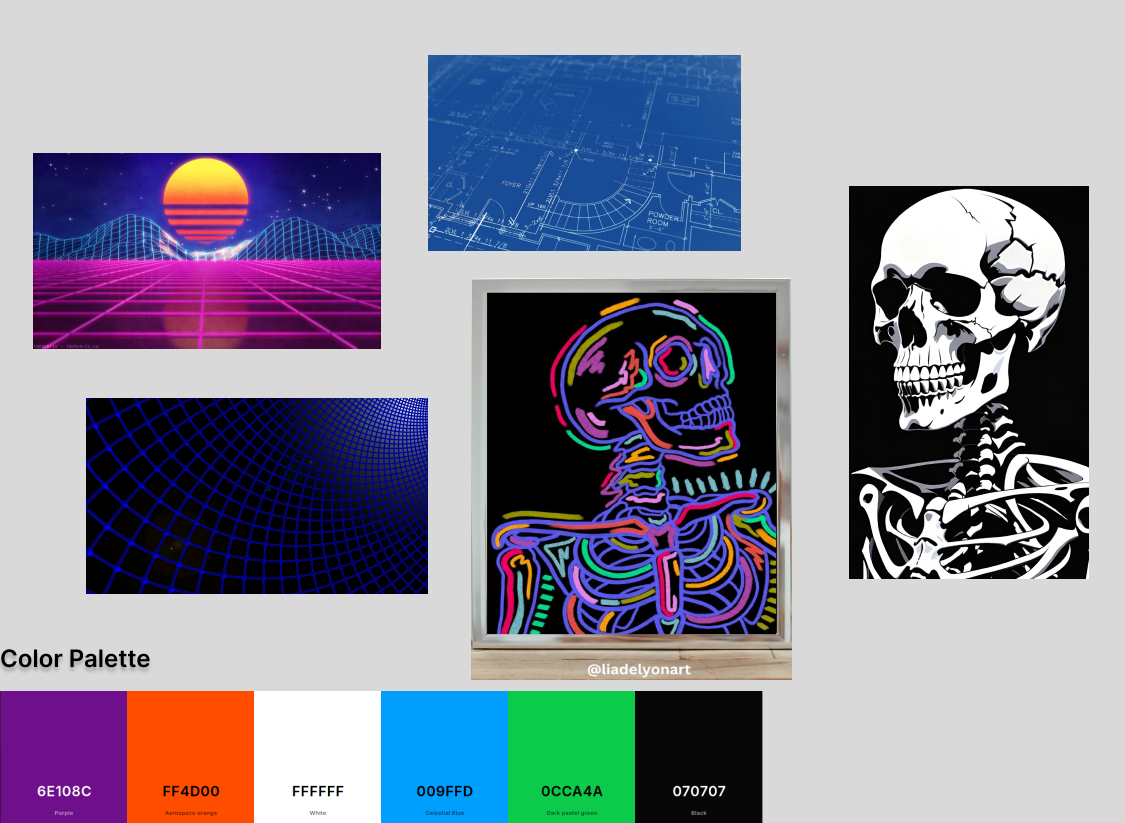 FOYER
POWDER
ROOM
CL.
@liadelyonart
Color Palette
6E108C
FF4D00
FFFFFF
009FFD
0CCA4A
070707
Purple
Aerospace orange
White
Celestial Blue
Dark pastel green
Black